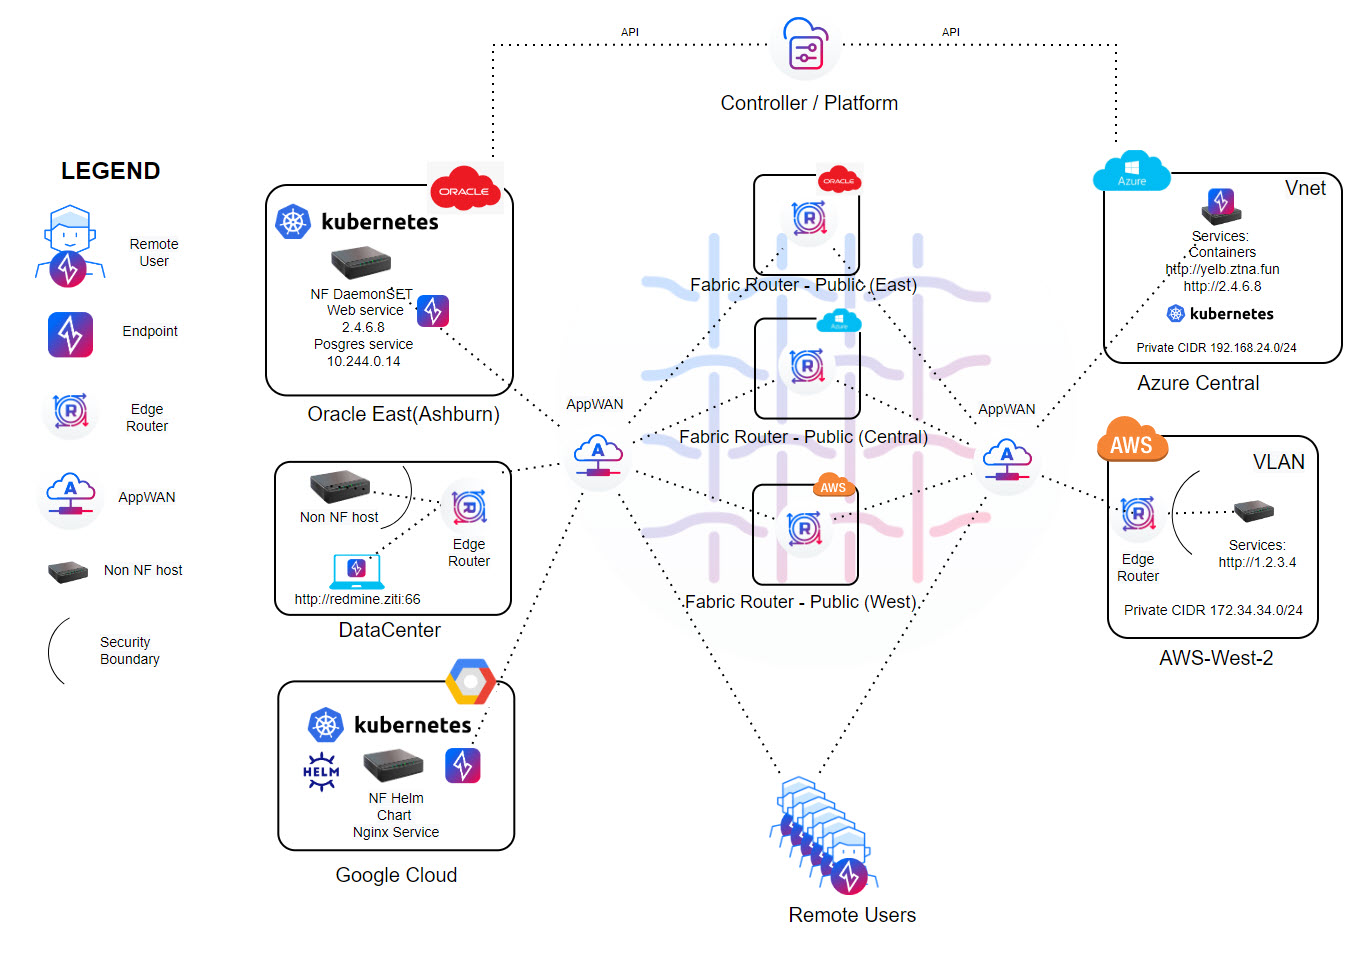 API
API
Controller / Platform
LEGEND
Remote
User
Endpoint
R
Edge
Router
A
AppWAN
Non NF host
Security
Boundary
ORACLE
kubernetes
NF DaemonSET
Web service
2.4.6.8
Posgres service
10.244.0.14
Oracle East(Ashburn)
Non NF host
R
Edge
Router
http://redmine.ziti:66
DataCenter
kubernetes
HELM
NF Helm
Chart
Nginx Service
Google Cloud
AppWAN
A
ORACLE
R
Fabric Router - Public (East)
Azure
R
Fabric Router - Public (Central)
AWS
R
Fabric Router - Public (West)
AppWAN
A
Remote Users
Azure
Vnet
Services:
Containers
http://yelb.ztna.fun
http://2.4.6.8
kubernetes
Private CIDR 192.168.24.0/24
Azure Central
AWS
VLAN
R
Edge
Router
Services:
http://1.2.3.4
Private CIDR 172.34.34.0/24
AWS-West-2